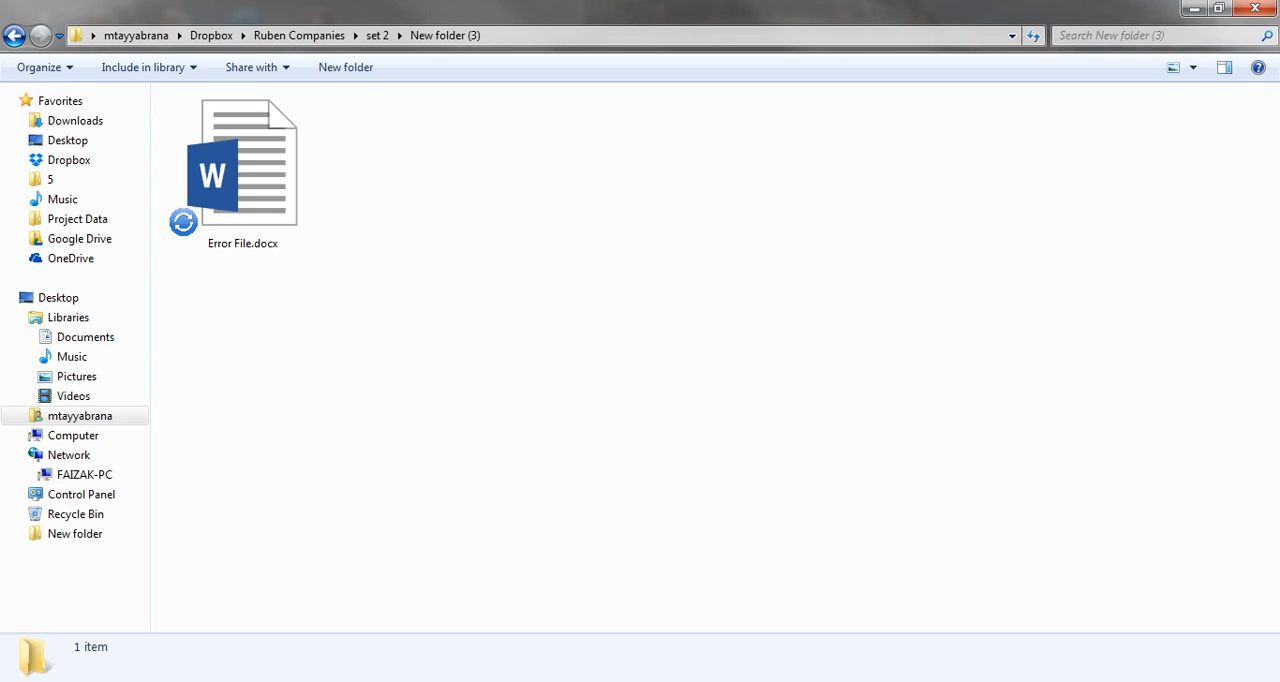 mtayyabrana Dropbox Ruben Companies set 2 New folder (3)
Search New folder (3)
Organize Include in library Share with New folder
Favorites
Downloads
Desktop
Dropbox
5
Music
Project Data
Google Drive
OneDrive
Desktop
Libraries
Documents
Music
Pictures
Videos
mtayyabrana
Computer
Network
FAIZAK-PC
Control Panel
Recycle Bin
New folder
W
Error File.docx
1 item